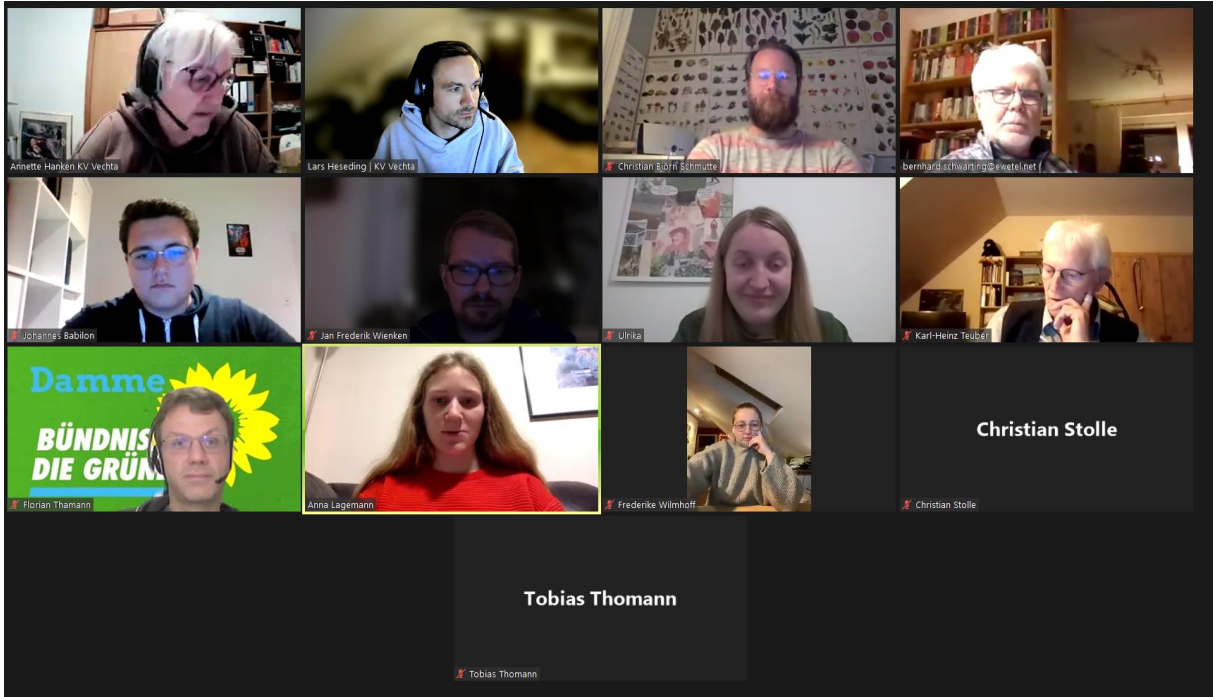 Annette Hanken KV Vechta
Lars Heseding | KV Vechta
Christian Björn Schmutte
bernhard.schwarting@ewetel.net
Johannes Babilon
Jan Frederik Wienken
Ulrika
Karl-Heinz Teuber
Damme
BÜNDNIS
DIE GRÜN
Florian Thamann
Anna Lagemann
Frederike Wilmhoff
Christian Stolle
Christian Stolle
Tobias Thomann
Tobias Thomann